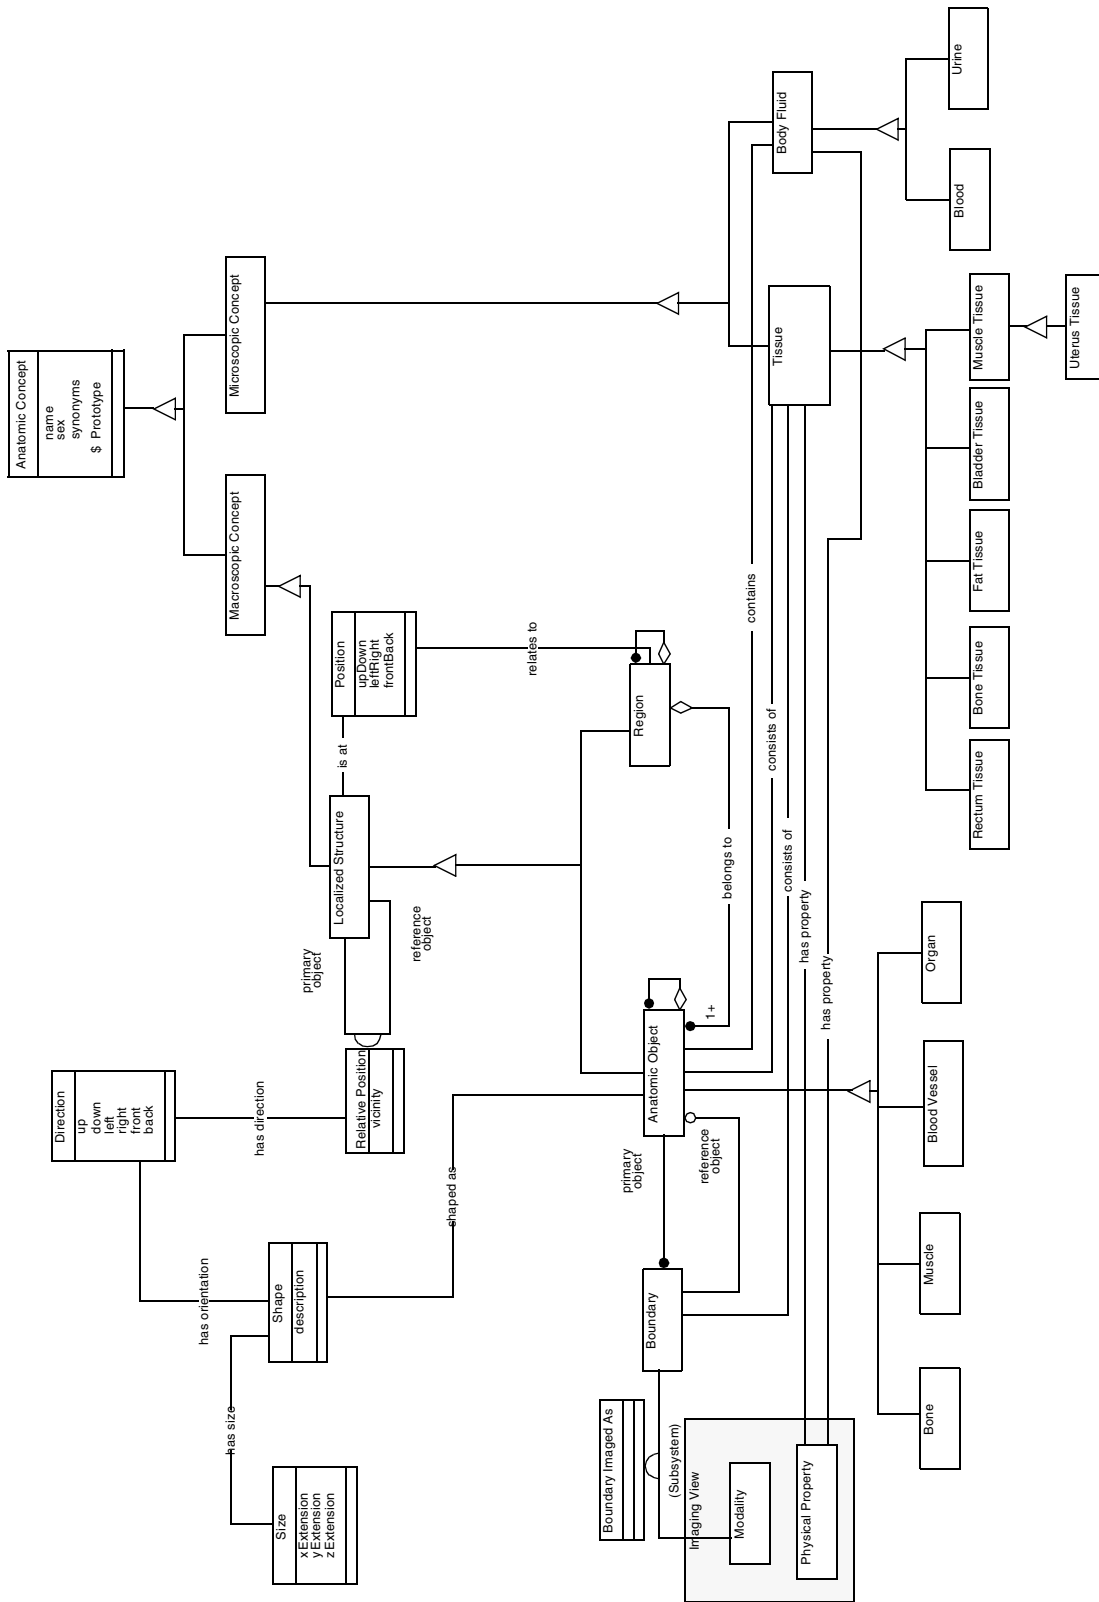 Anatomic Concept
name
sex
synonyms
$ Prototype
Macroscopic Concept
Microscopic Concept
Direction
up
down
left
right
front
back
has direction
has orientation
has size
Size
xExtension
yExtension
zExtension
Shape
description
shaped as
Relative Position
vicinity
primary
object
reference
object
Localized Structure
is at
Position
upDown
leftRight
frontBack
relates to
Region
belongs to
1+
Anatomic Object
primary
object
reference
object
Boundary
Boundary Imaged As
(Subsystem)
Imaging View
Modality
Physical Property
contains
consists of
consists of
has property
has property
Tissue
Body Fluid
Bone
Muscle
Blood Vessel
Organ
Rectum Tissue
Bone Tissue
Fat Tissue
Bladder Tissue
Muscle Tissue
Uterus Tissue
Blood
Urine